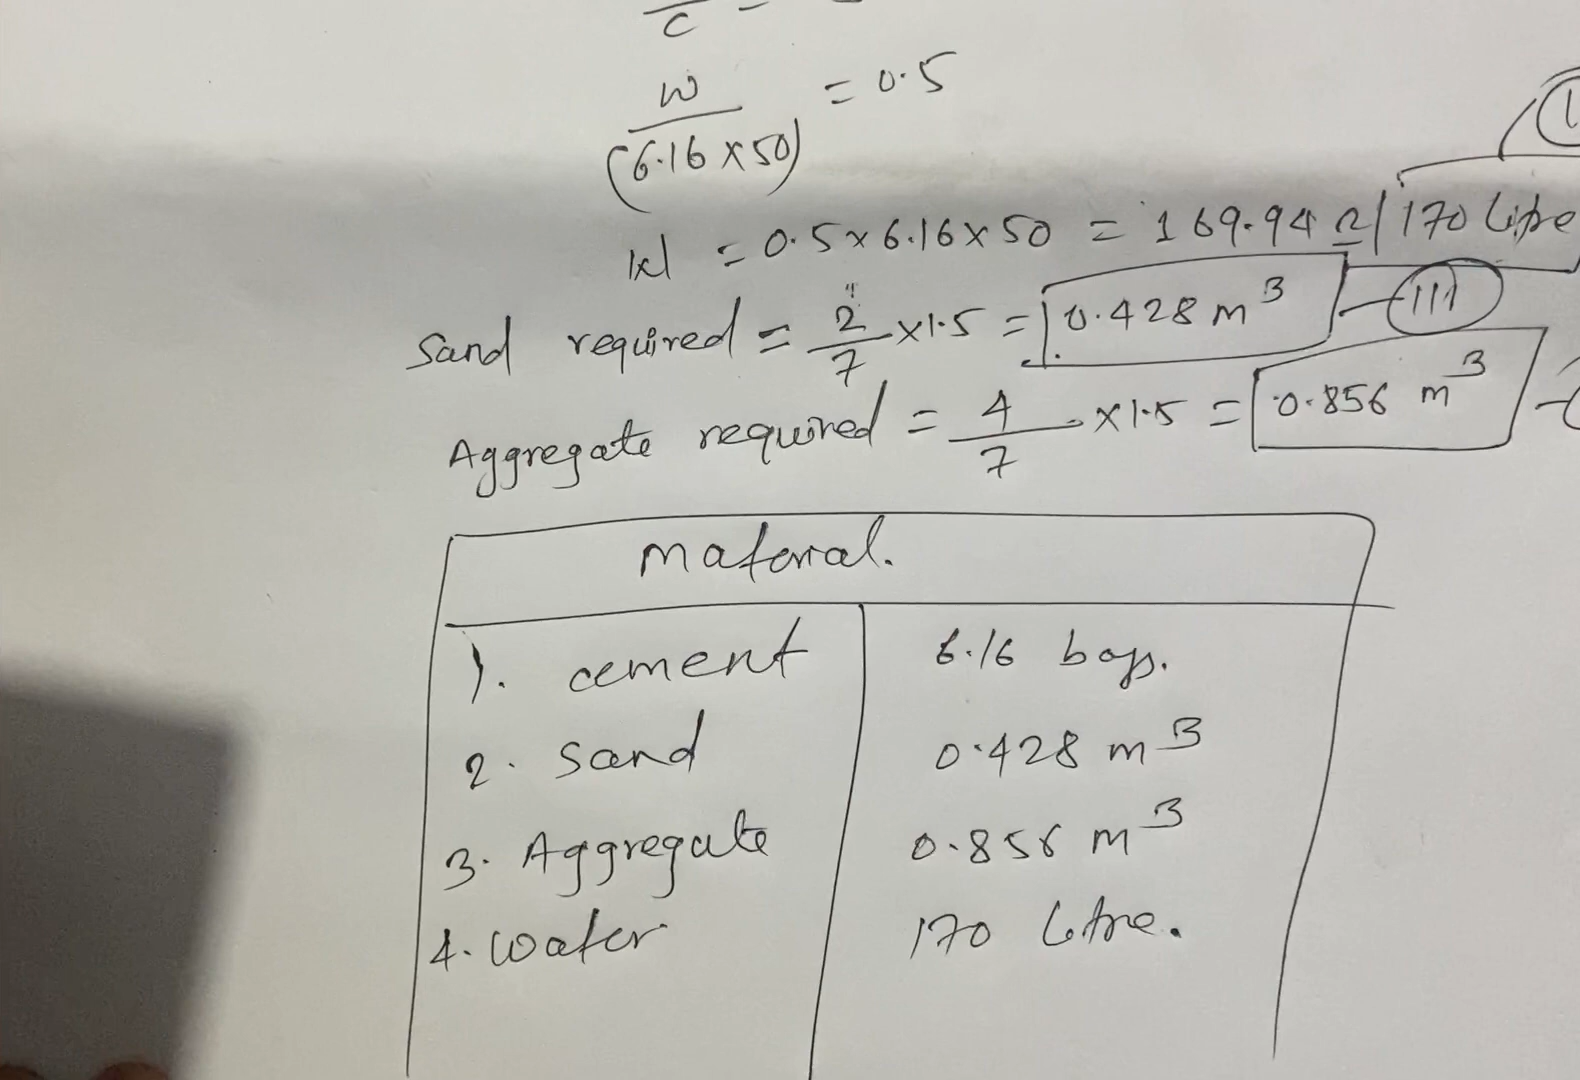 C
W = 0.5
(6.16 x 50)
W = 0.5 x 6.16 x 50 = 169.94 / 170 Litre
Sand required = 2/7 x 1.5 = 0.428 m³ - III
Aggregate required = 4/7 x 1.5 = 0.856 m³
Material.
1. cement 6.16 bags.
2. Sand 0.428 m³
3. Aggregate 0.856 m³
4. Water 170 Litre.